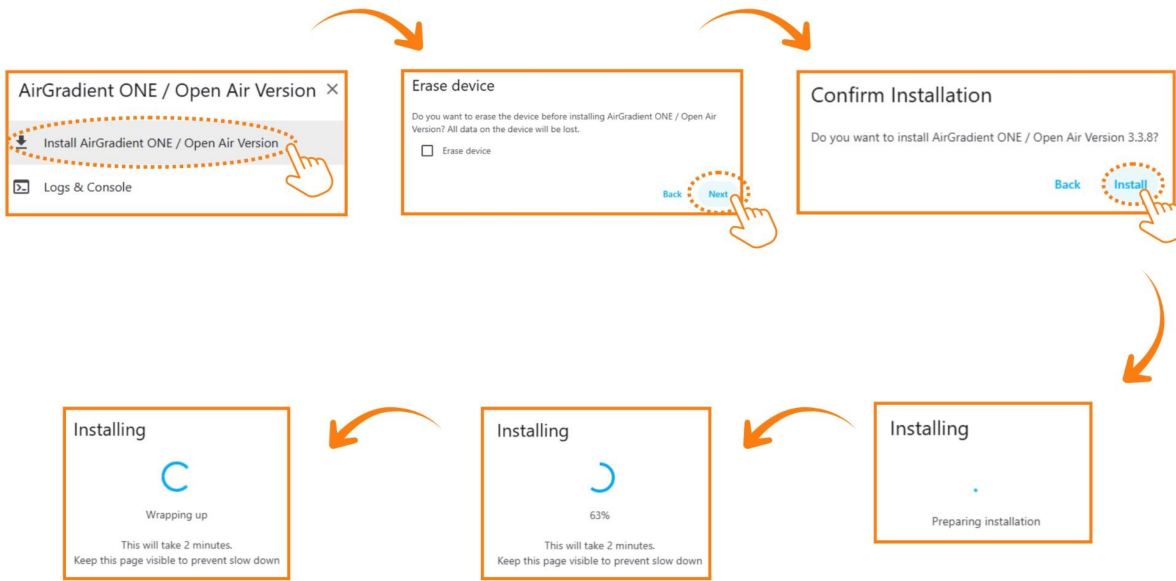 AirGradient ONE / Open Air Version ×
Install AirGradient ONE / Open Air Version
Logs & Console
Erase device
Do you want to erase the device before installing AirGradient ONE / Open Air
Version? All data on the device will be lost.
Erase device
Back Next
Confirm Installation
Do you want to install AirGradient ONE / Open Air Version 3.3.8?
Back Install
Installing
Preparing installation
Installing
63%
This will take 2 minutes.
Keep this page visible to prevent slow down
Installing
Wrapping up
This will take 2 minutes.
Keep this page visible to prevent slow down